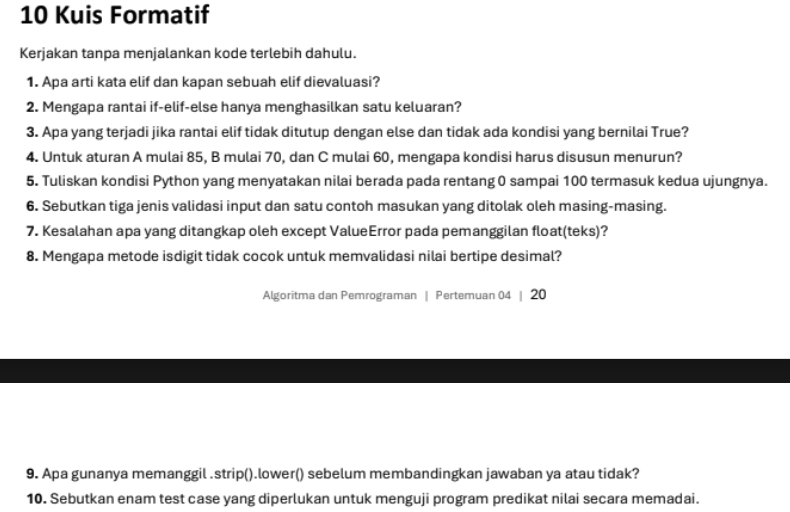 10 Kuis Formatif
Kerjakan tanpa menjalankan kode terlebih dahulu.
1. Apa arti kata elif dan kapan sebuah elif dievaluasi?
2. Mengapa rantai if-elif-else hanya menghasilkan satu keluaran?
3. Apa yang terjadi jika rantai elif tidak ditutup dengan else dan tidak ada kondisi yang bernilai True?
4. Untuk aturan A mulai 85, B mulai 70, dan C mulai 60, mengapa kondisi harus disusun menurun?
5. Tuliskan kondisi Python yang menyatakan nilai berada pada rentang 0 sampai 100 termasuk kedua ujungnya.
6. Sebutkan tiga jenis validasi input dan satu contoh masukan yang ditolak oleh masing-masing.
7. Kesalahan apa yang ditangkap oleh except ValueError pada pemanggilan float(teks)?
8. Mengapa metode isdigit tidak cocok untuk memvalidasi nilai bertipe desimal?
Algoritma dan Pemrograman | Pertemuan 04 | 20
9. Apa gunanya memanggil .strip().lower() sebelum membandingkan jawaban ya atau tidak?
10. Sebutkan enam test case yang diperlukan untuk menguji program predikat nilai secara memadai.